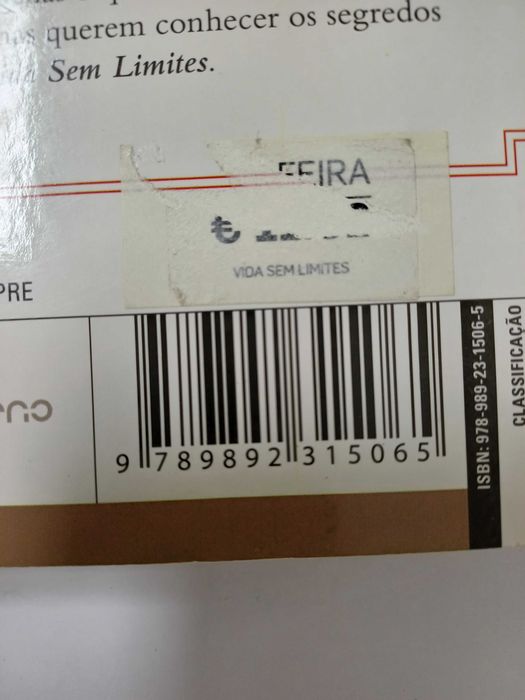 querem conhecer os segredos
Sem Limites.
FEIRA
€
VIDA SEM LIMITES
PRE
9 789892 315065
ISBN: 978-989-23-1506-5
CLASSIFICAÇÃO